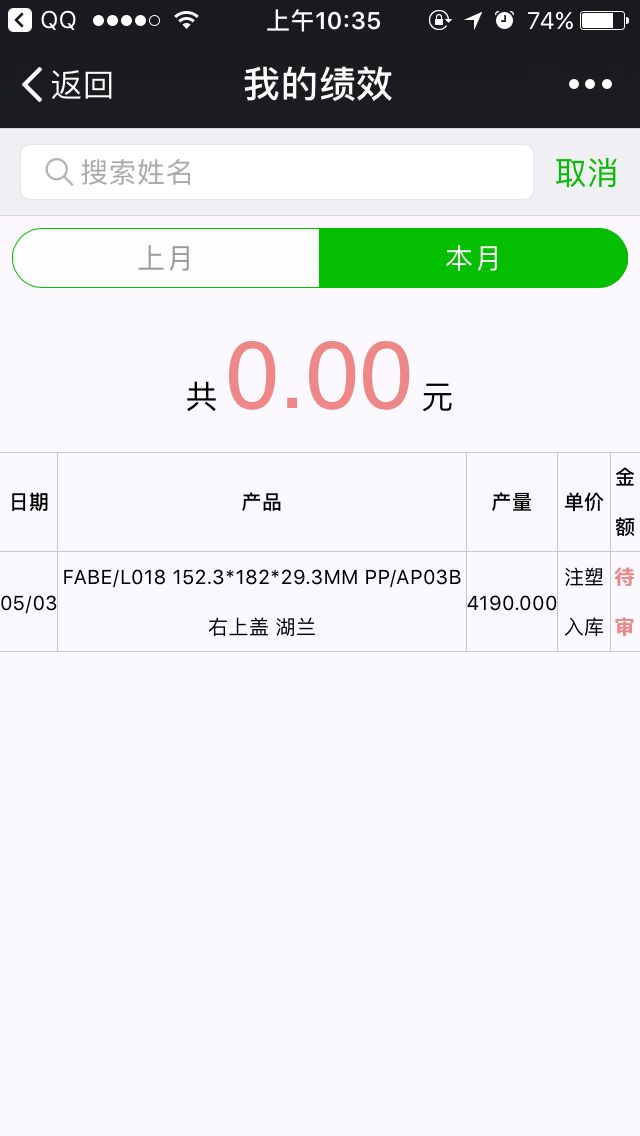 QQ 上午10:35 74%
返回 我的绩效
搜索姓名 取消
上月 本月
共 0.00 元
日期 产品 产量 单价 金额
05/03 FABE/L018 152.3*182*29.3MM PP/AP03B 右上盖 湖兰 4190.000 注塑入库 待审